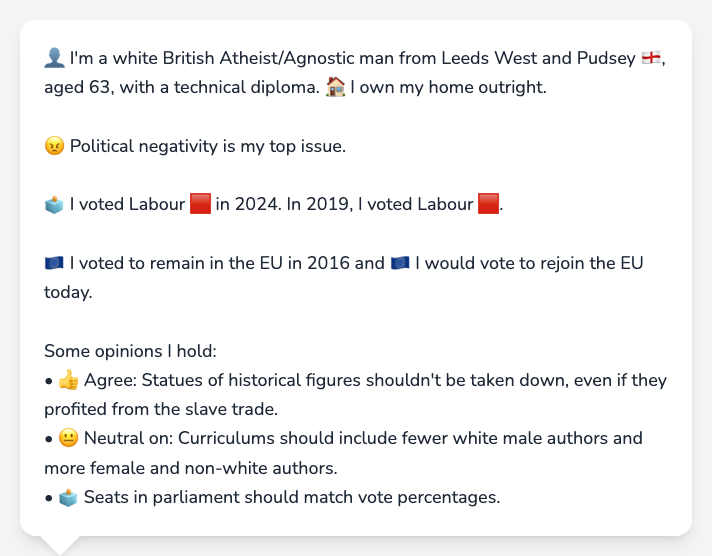 👤 I'm a white British Atheist/Agnostic man from Leeds West and Pudsey 🏴󠁧󠁢󠁥󠁮󠁧󠁿,
aged 63, with a technical diploma. 🏠 I own my home outright.
😠 Political negativity is my top issue.
🗳️ I voted Labour 🟥 in 2024. In 2019, I voted Labour 🟥.
🇪🇺 I voted to remain in the EU in 2016 and 🇪🇺 I would vote to rejoin the EU
today.
Some opinions I hold:
• 👍 Agree: Statues of historical figures shouldn't be taken down, even if they
profited from the slave trade.
• 😐 Neutral on: Curriculums should include fewer white male authors and
more female and non-white authors.
• 🗳️ Seats in parliament should match vote percentages.